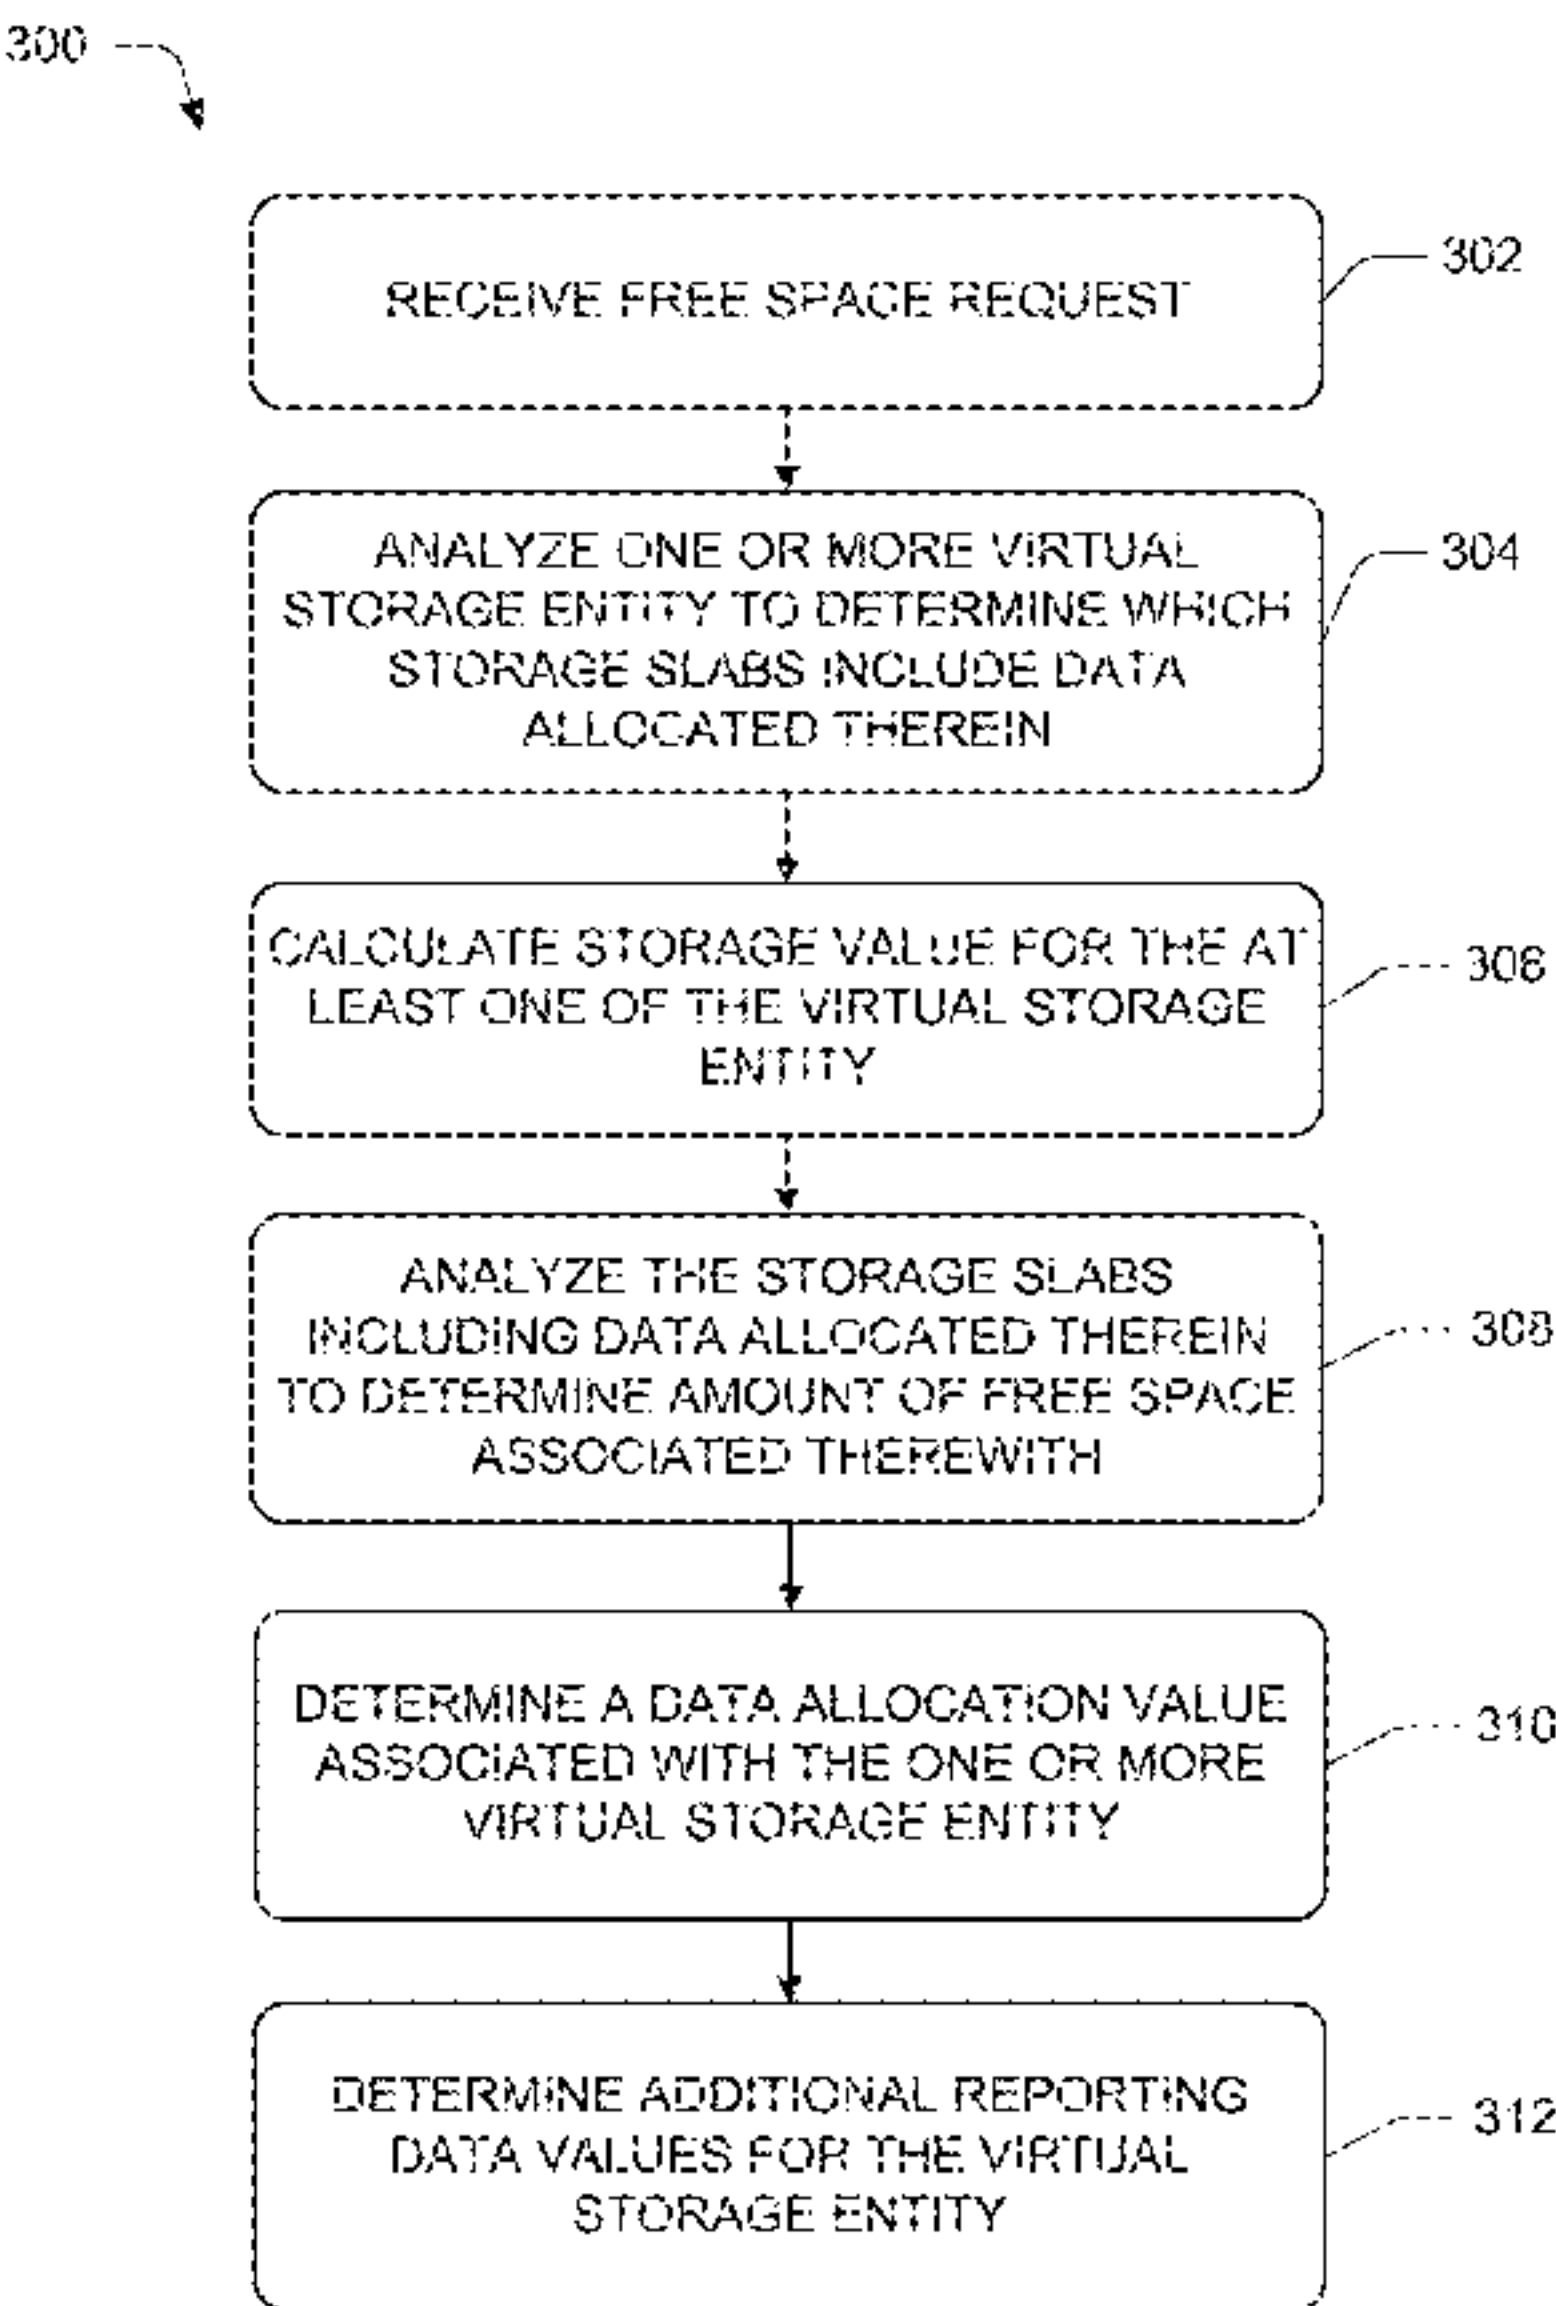 300
RECEIVE FREE SPACE REQUEST
302
ANALYZE ONE OR MORE VIRTUAL
STORAGE ENTITY TO DETERMINE WHICH
STORAGE SLABS INCLUDE DATA
ALLOCATED THEREIN
304
CALCULATE STORAGE VALUE FOR THE AT
LEAST ONE OF THE VIRTUAL STORAGE
ENTITY
306
ANALYZE THE STORAGE SLABS
INCLUDING DATA ALLOCATED THEREIN
TO DETERMINE AMOUNT OF FREE SPACE
ASSOCIATED THEREWITH
308
DETERMINE A DATA ALLOCATION VALUE
ASSOCIATED WITH THE ONE OR MORE
VIRTUAL STORAGE ENTITY
310
DETERMINE ADDITIONAL REPORTING
DATA VALUES FOR THE VIRTUAL
STORAGE ENTITY
312